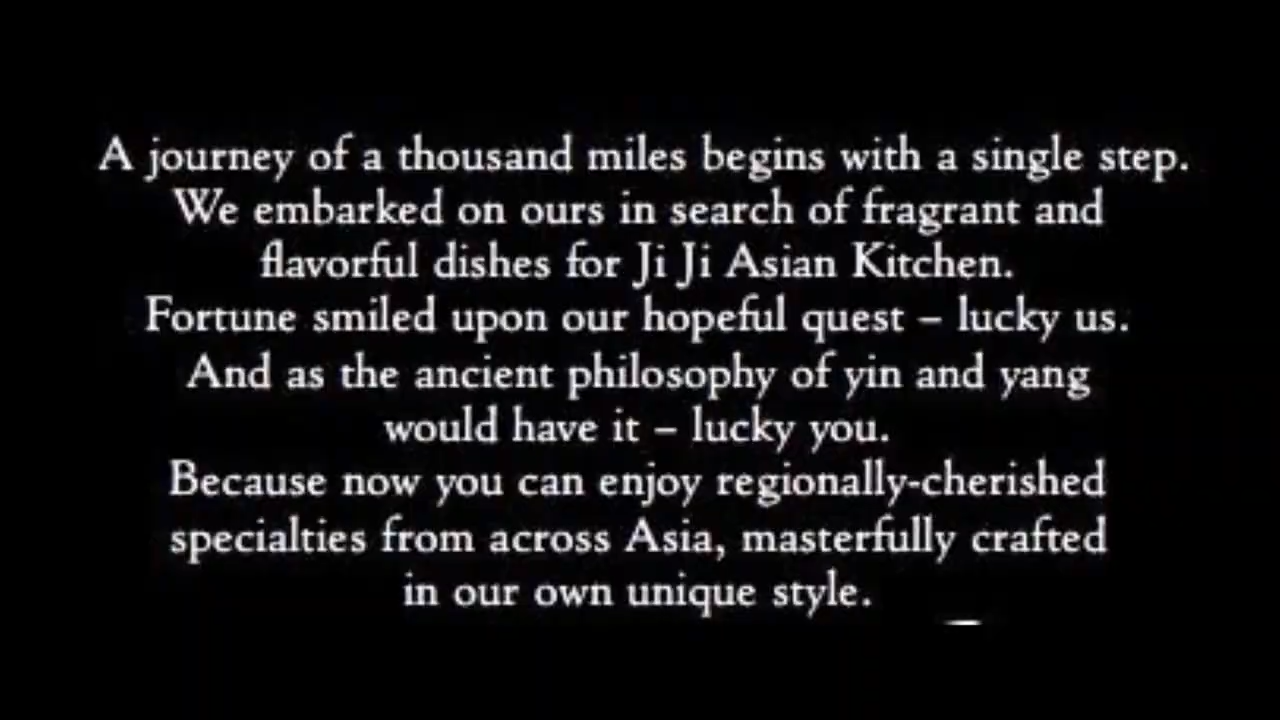 A journey of a thousand miles begins with a single step.
We embarked on ours in search of fragrant and
flavorful dishes for Ji Ji Asian Kitchen.
Fortune smiled upon our hopeful quest – lucky us.
And as the ancient philosophy of yin and yang
would have it – lucky you.
Because now you can enjoy regionally-cherished
specialties from across Asia, masterfully crafted
in our own unique style.